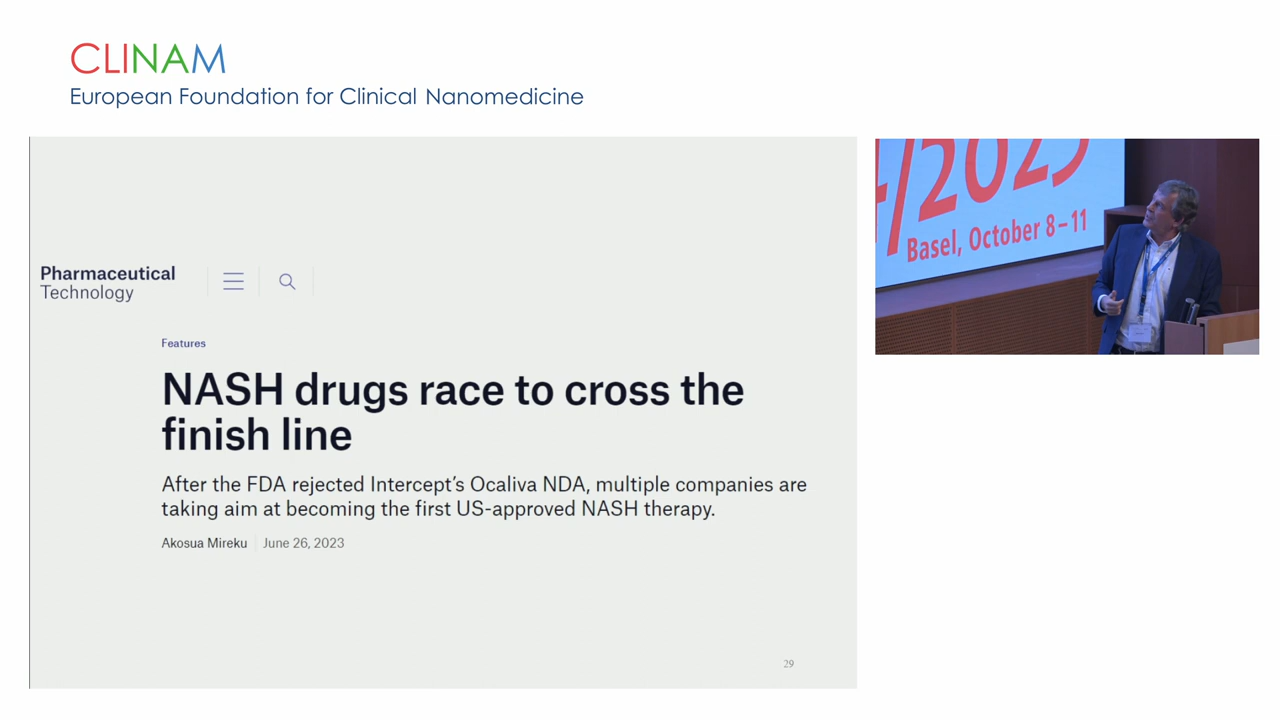 CLINAM
European Foundation for Clinical Nanomedicine
Pharmaceutical
Technology
Features
NASH drugs race to cross the
finish line
After the FDA rejected Intercept's Ocaliva NDA, multiple companies are
taking aim at becoming the first US-approved NASH therapy.
Akosua Mireku | June 26, 2023
29
/2023
Basel, October 8–11